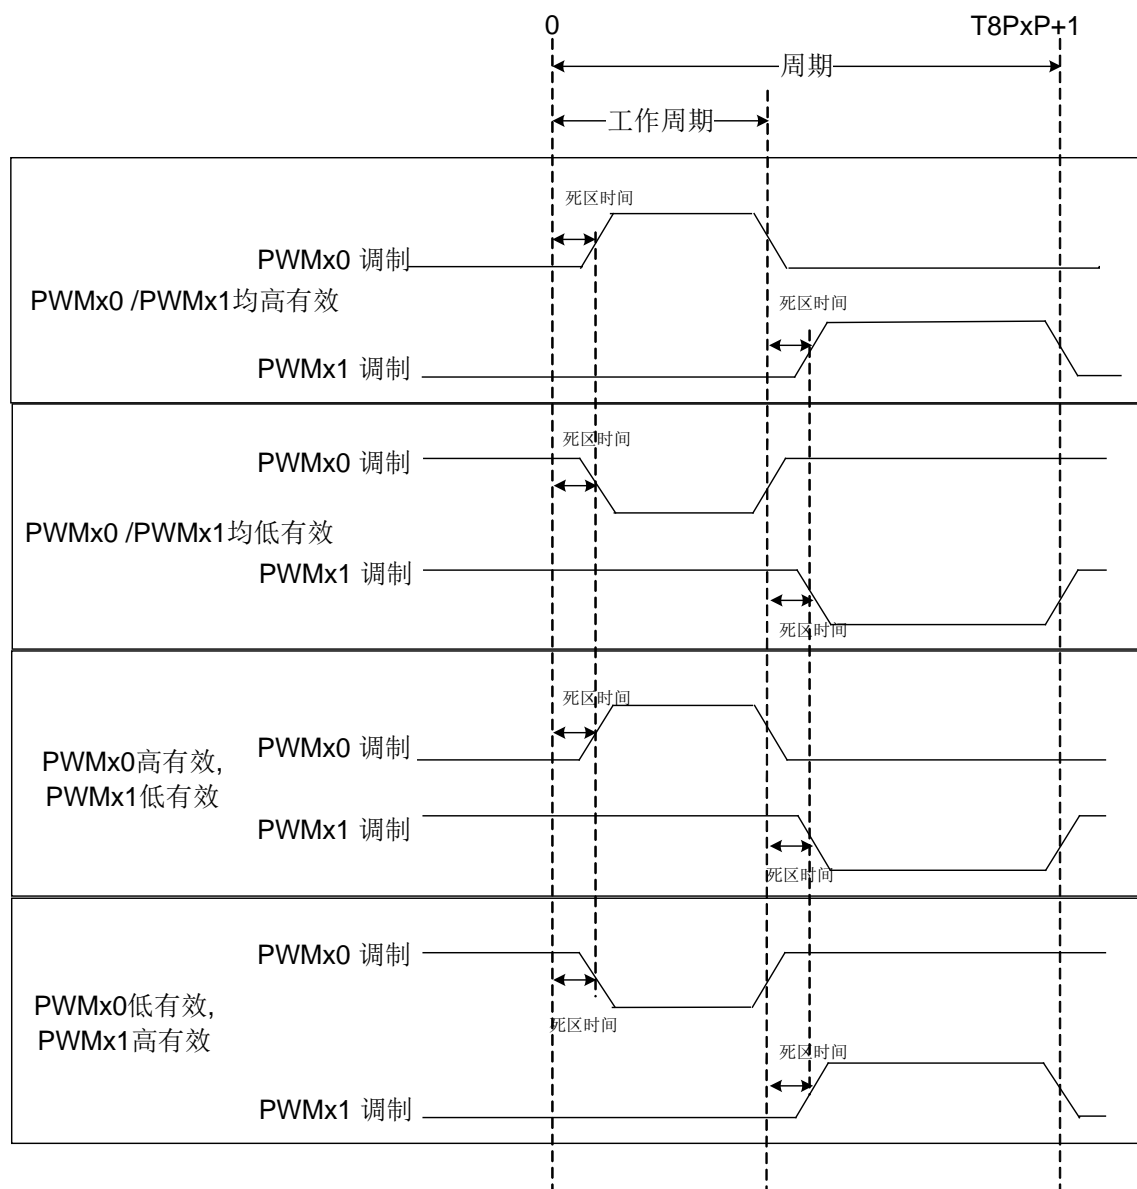 0
T8PxP+1
周期
工作周期
死区时间
PWMx0 调制
PWMx0 /PWMx1均高有效
死区时间
PWMx1 调制
死区时间
PWMx0 调制
PWMx0 /PWMx1均低有效
PWMx1 调制
死区时间
死区时间
PWMx0 调制
PWMx0高有效,
PWMx1低有效
PWMx1 调制
死区时间
PWMx0 调制
PWMx0低有效,
PWMx1高有效
死区时间
死区时间
PWMx1 调制